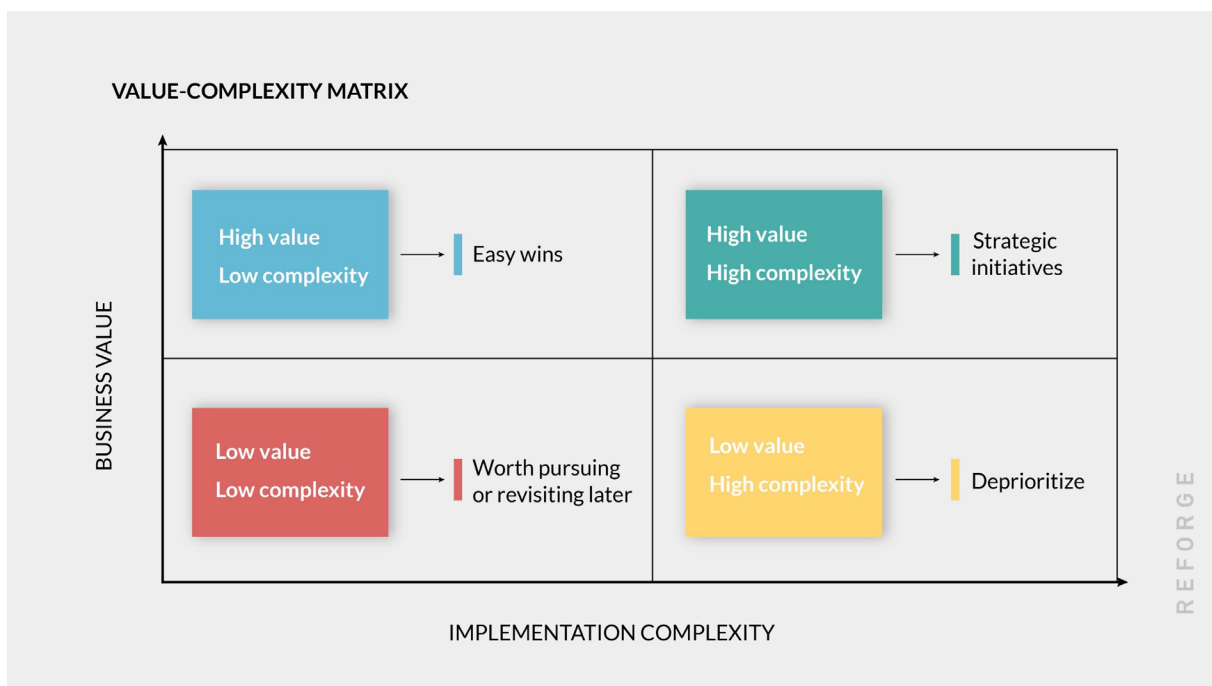 VALUE-COMPLEXITY MATRIX
High value
Low complexity
Easy wins
High value
High complexity
Strategic
initiatives
BUSINESS VALUE
Low value
Low complexity
Worth pursuing
or revisiting later
Low value
High complexity
Deprioritize
REFORGE
IMPLEMENTATION COMPLEXITY